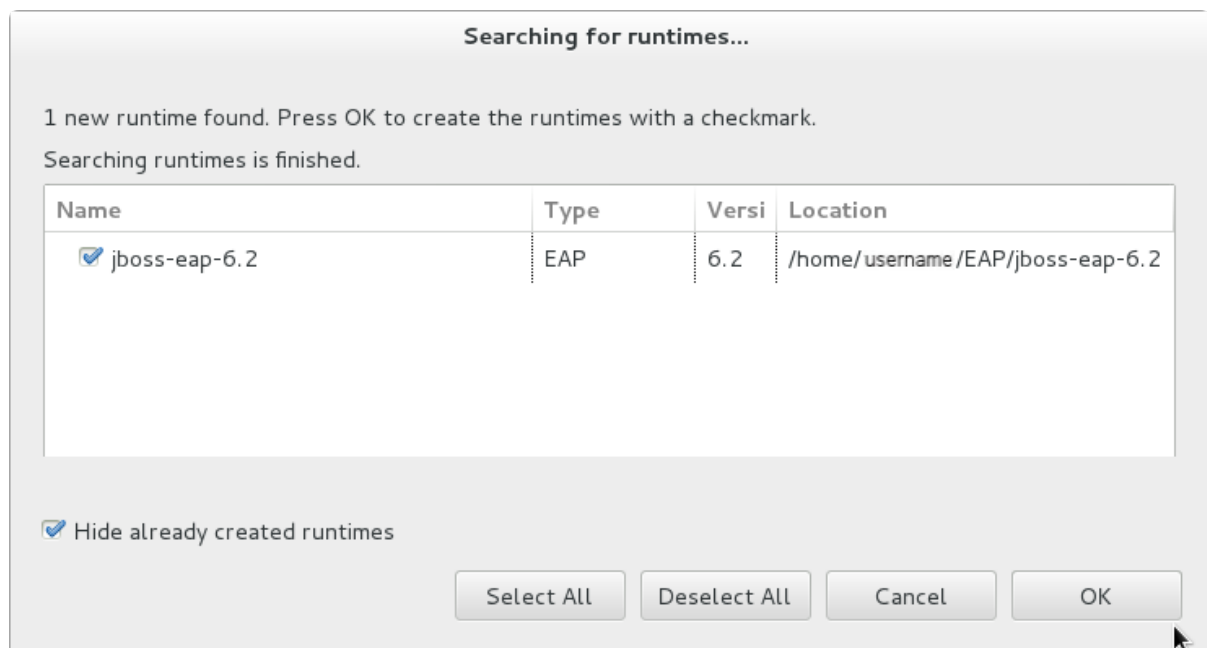 Searching for runtimes...
1 new runtime found. Press OK to create the runtimes with a checkmark.
Searching runtimes is finished.
Name Type Versi Location
jboss-eap-6.2 EAP 6.2 /home/username/EAP/jboss-eap-6.2
Hide already created runtimes
Select All Deselect All Cancel OK